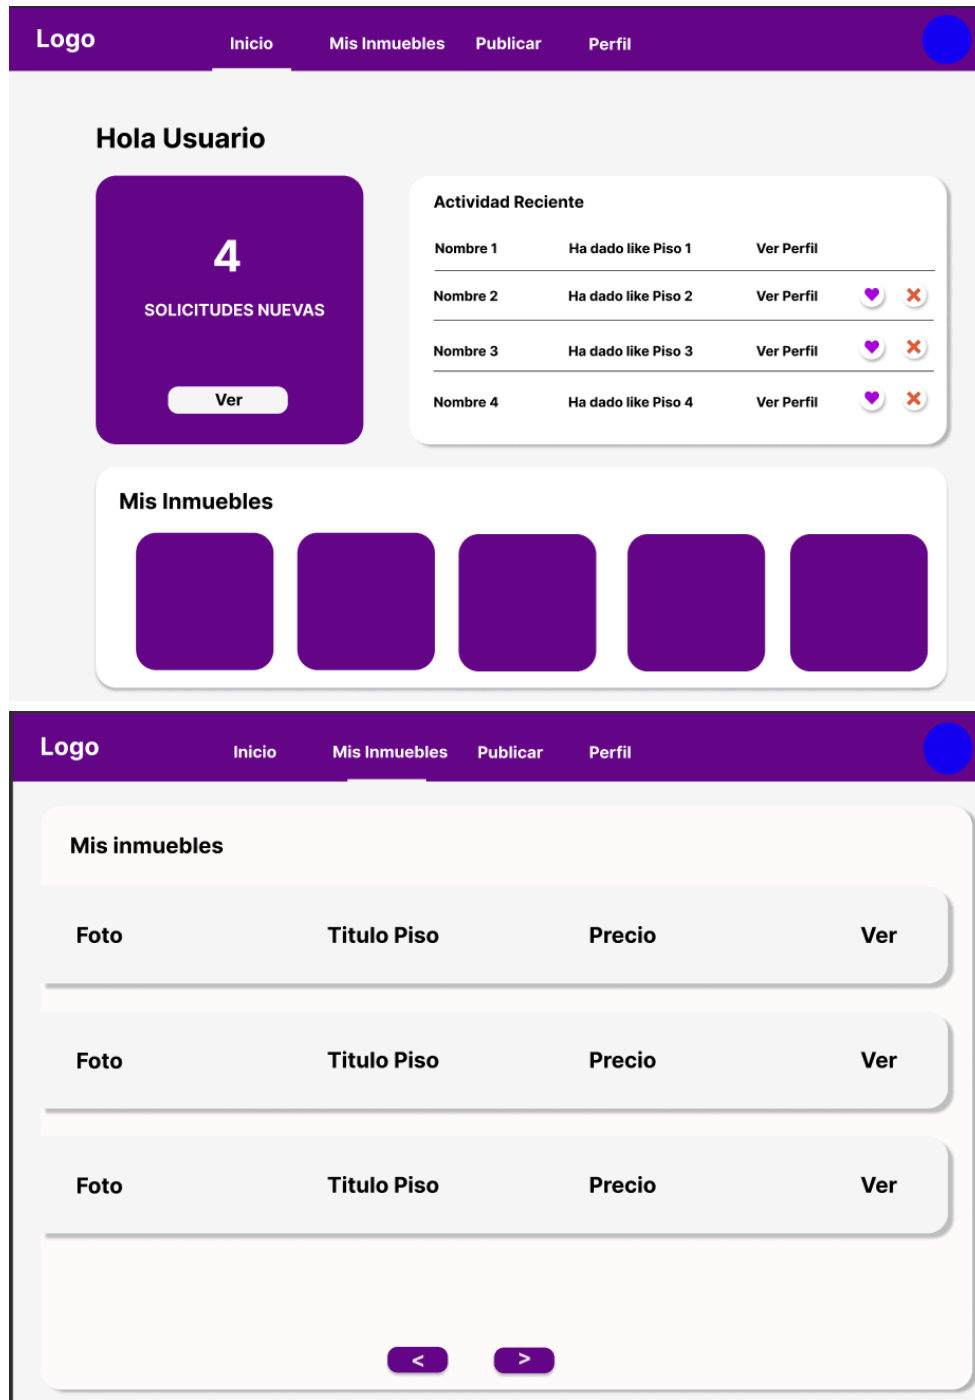 Logo Inicio Mis Inmuebles Publicar Perfil
Hola Usuario
4
SOLICITUDES NUEVAS
Ver
Actividad Reciente
Nombre 1 Ha dado like Piso 1 Ver Perfil
Nombre 2 Ha dado like Piso 2 Ver Perfil
Nombre 3 Ha dado like Piso 3 Ver Perfil
Nombre 4 Ha dado like Piso 4 Ver Perfil
Mis Inmuebles
Logo Inicio Mis Inmuebles Publicar Perfil
Mis inmuebles
Foto Titulo Piso Precio Ver
Foto Titulo Piso Precio Ver
Foto Titulo Piso Precio Ver
< >